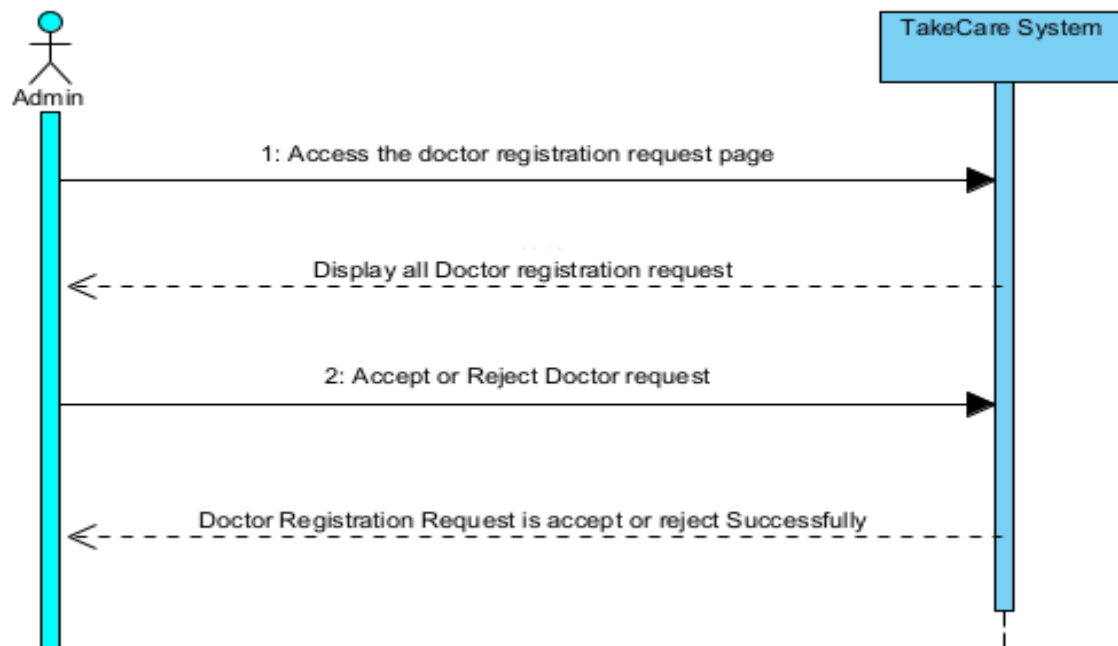 TakeCare System
Admin
1: Access the doctor registration request page
Display all Doctor registration request
2: Accept or Reject Doctor request
Doctor Registration Request is accept or reject Successfully